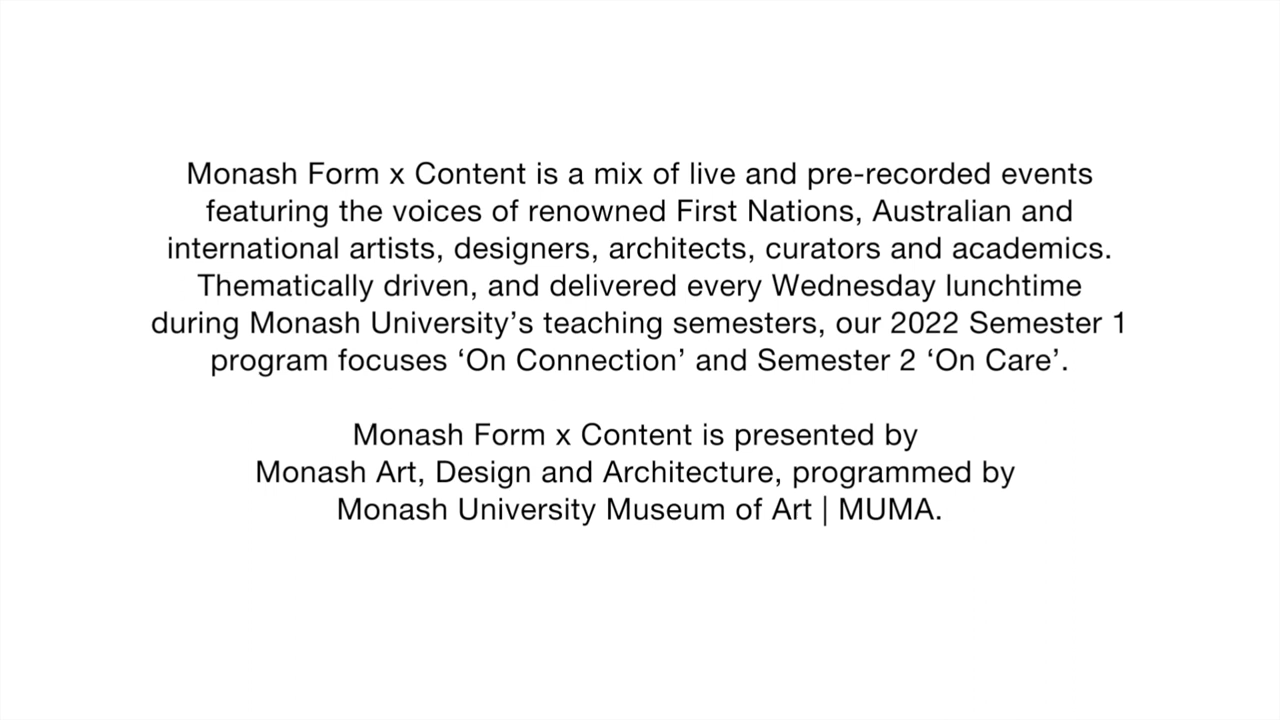 Monash Form x Content is a mix of live and pre-recorded events
featuring the voices of renowned First Nations, Australian and
international artists, designers, architects, curators and academics.
Thematically driven, and delivered every Wednesday lunchtime
during Monash University’s teaching semesters, our 2022 Semester 1
program focuses ‘On Connection’ and Semester 2 ‘On Care’.
Monash Form x Content is presented by
Monash Art, Design and Architecture, programmed by
Monash University Museum of Art | MUMA.